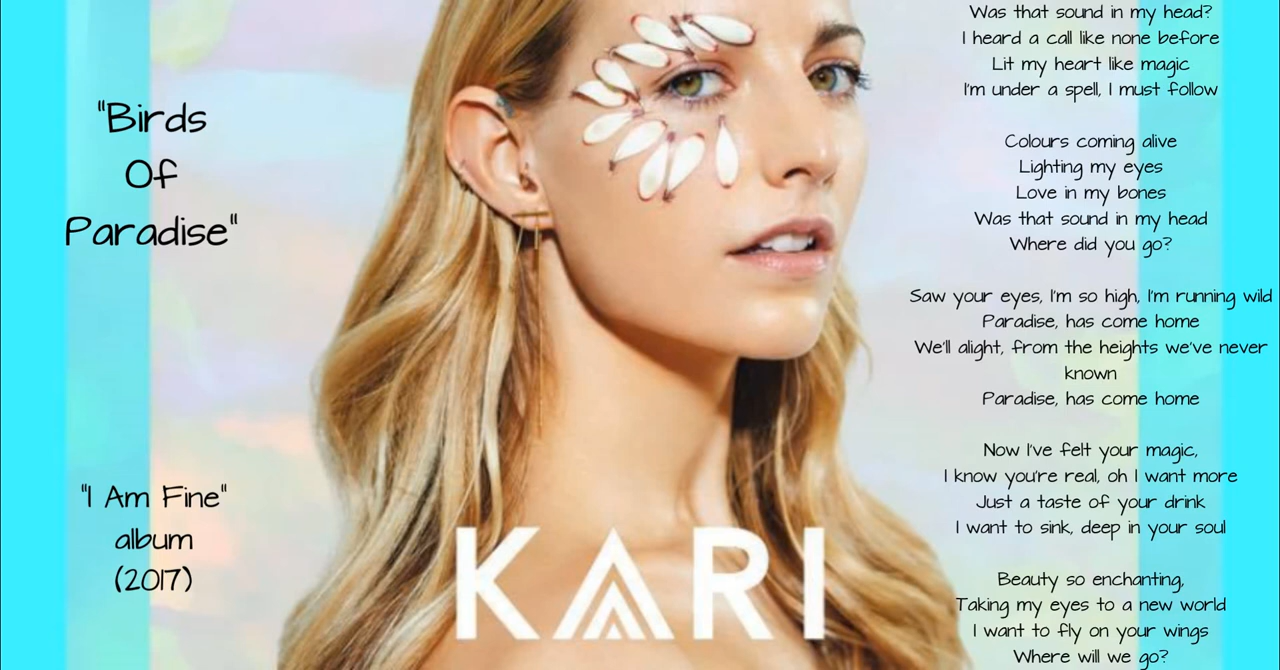 "Birds
Of
Paradise"
"I Am Fine"
album
(2017)
KARI
Was that sound in my head?
I heard a call like none before
Lit my heart like magic
I'm under a spell, I must follow
Colours coming alive
Lighting my eyes
Love in my bones
Was that sound in my head
Where did you go?
Saw your eyes, I'm so high, I'm running wild
Paradise, has come home
We'll alight, from the heights we've never
known
Paradise, has come home
Now I've felt your magic,
I know you're real, oh I want more
Just a taste of your drink
I want to sink, deep in your soul
Beauty so enchanting,
Taking my eyes to a new world
I want to fly on your wings
Where will we go?